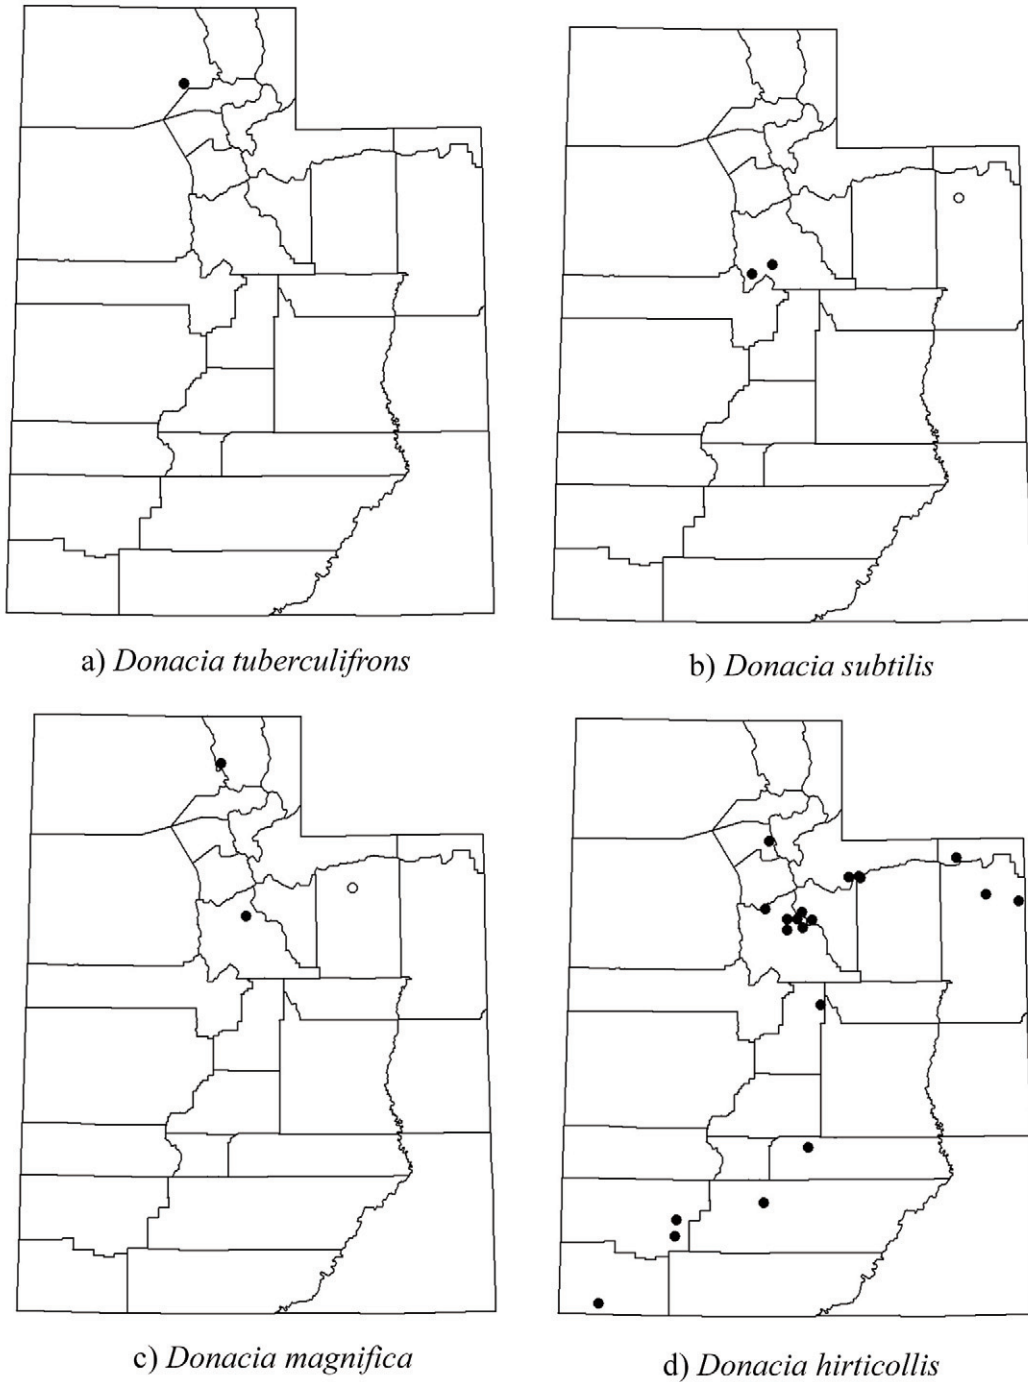 a) Donacia tuberculifrons
b) Donacia subtilis
c) Donacia magnifica
d) Donacia hirticollis